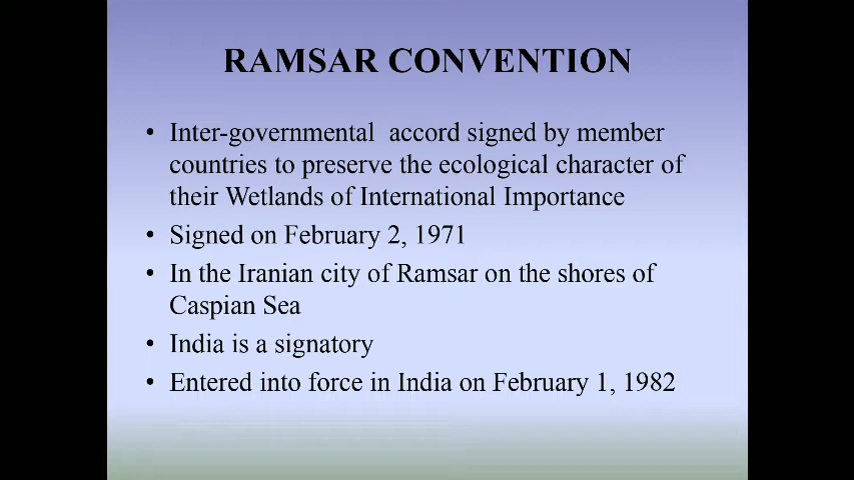 RAMSAR CONVENTION
• Inter-governmental accord signed by member
countries to preserve the ecological character of
their Wetlands of International Importance
• Signed on February 2, 1971
• In the Iranian city of Ramsar on the shores of
Caspian Sea
• India is a signatory
• Entered into force in India on February 1, 1982